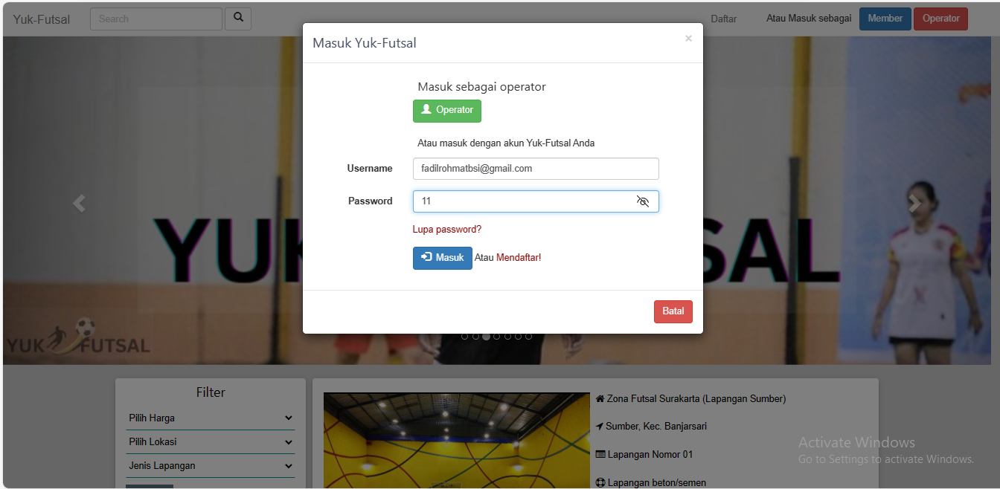 Yuk-Futsal Search Daftar Atau Masuk sebagai Member Operator
Masuk Yuk-Futsal ×
Masuk sebagai operator
Operator
Atau masuk dengan akun Yuk-Futsal Anda
Username fadilrohmatbsi@gmail.com
Password 11
Lupa password?
Masuk Atau Mendaftar!
Batal
YUK FUTSAL
Filter
Pilih Harga
Pilih Lokasi
Jenis Lapangan
Zona Futsal Surakarta (Lapangan Sumber)
Sumber, Kec. Banjarsari
Lapangan Nomor 01
Lapangan beton/semen
Activate Windows
Go to Settings to activate Windows.